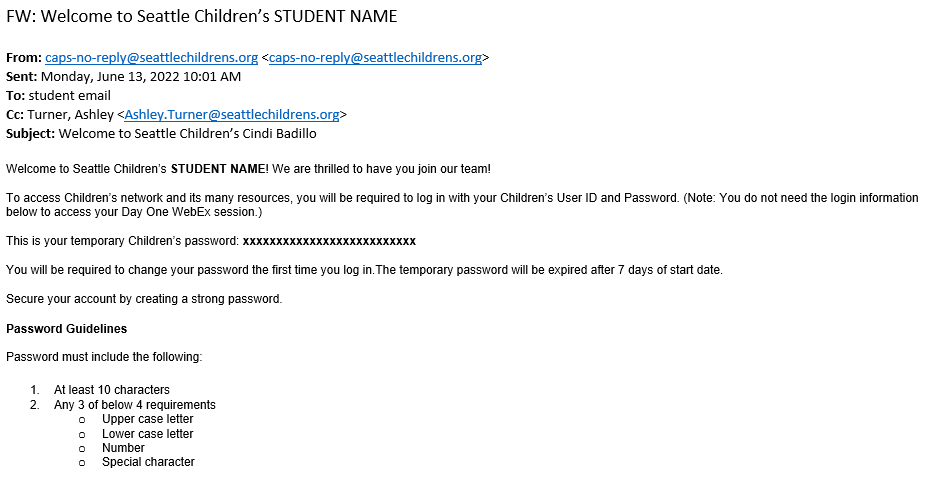 FW: Welcome to Seattle Children’s STUDENT NAME
From: caps-no-reply@seattlechildrens.org <caps-no-reply@seattlechildrens.org>
Sent: Monday, June 13, 2022 10:01 AM
To: student email
Cc: Turner, Ashley <Ashley.Turner@seattlechildrens.org>
Subject: Welcome to Seattle Children’s Cindi Badillo
Welcome to Seattle Children’s STUDENT NAME! We are thrilled to have you join our team!
To access Children’s network and its many resources, you will be required to log in with your Children’s User ID and Password. (Note: You do not need the login information
below to access your Day One WebEx session.)
This is your temporary Children’s password: xxxxxxxxxxxxxxxxxxxxxxxxxx
You will be required to change your password the first time you log in.The temporary password will be expired after 7 days of start date.
Secure your account by creating a strong password.
Password Guidelines
Password must include the following:
1. At least 10 characters
2. Any 3 of below 4 requirements
o Upper case letter
o Lower case letter
o Number
o Special character